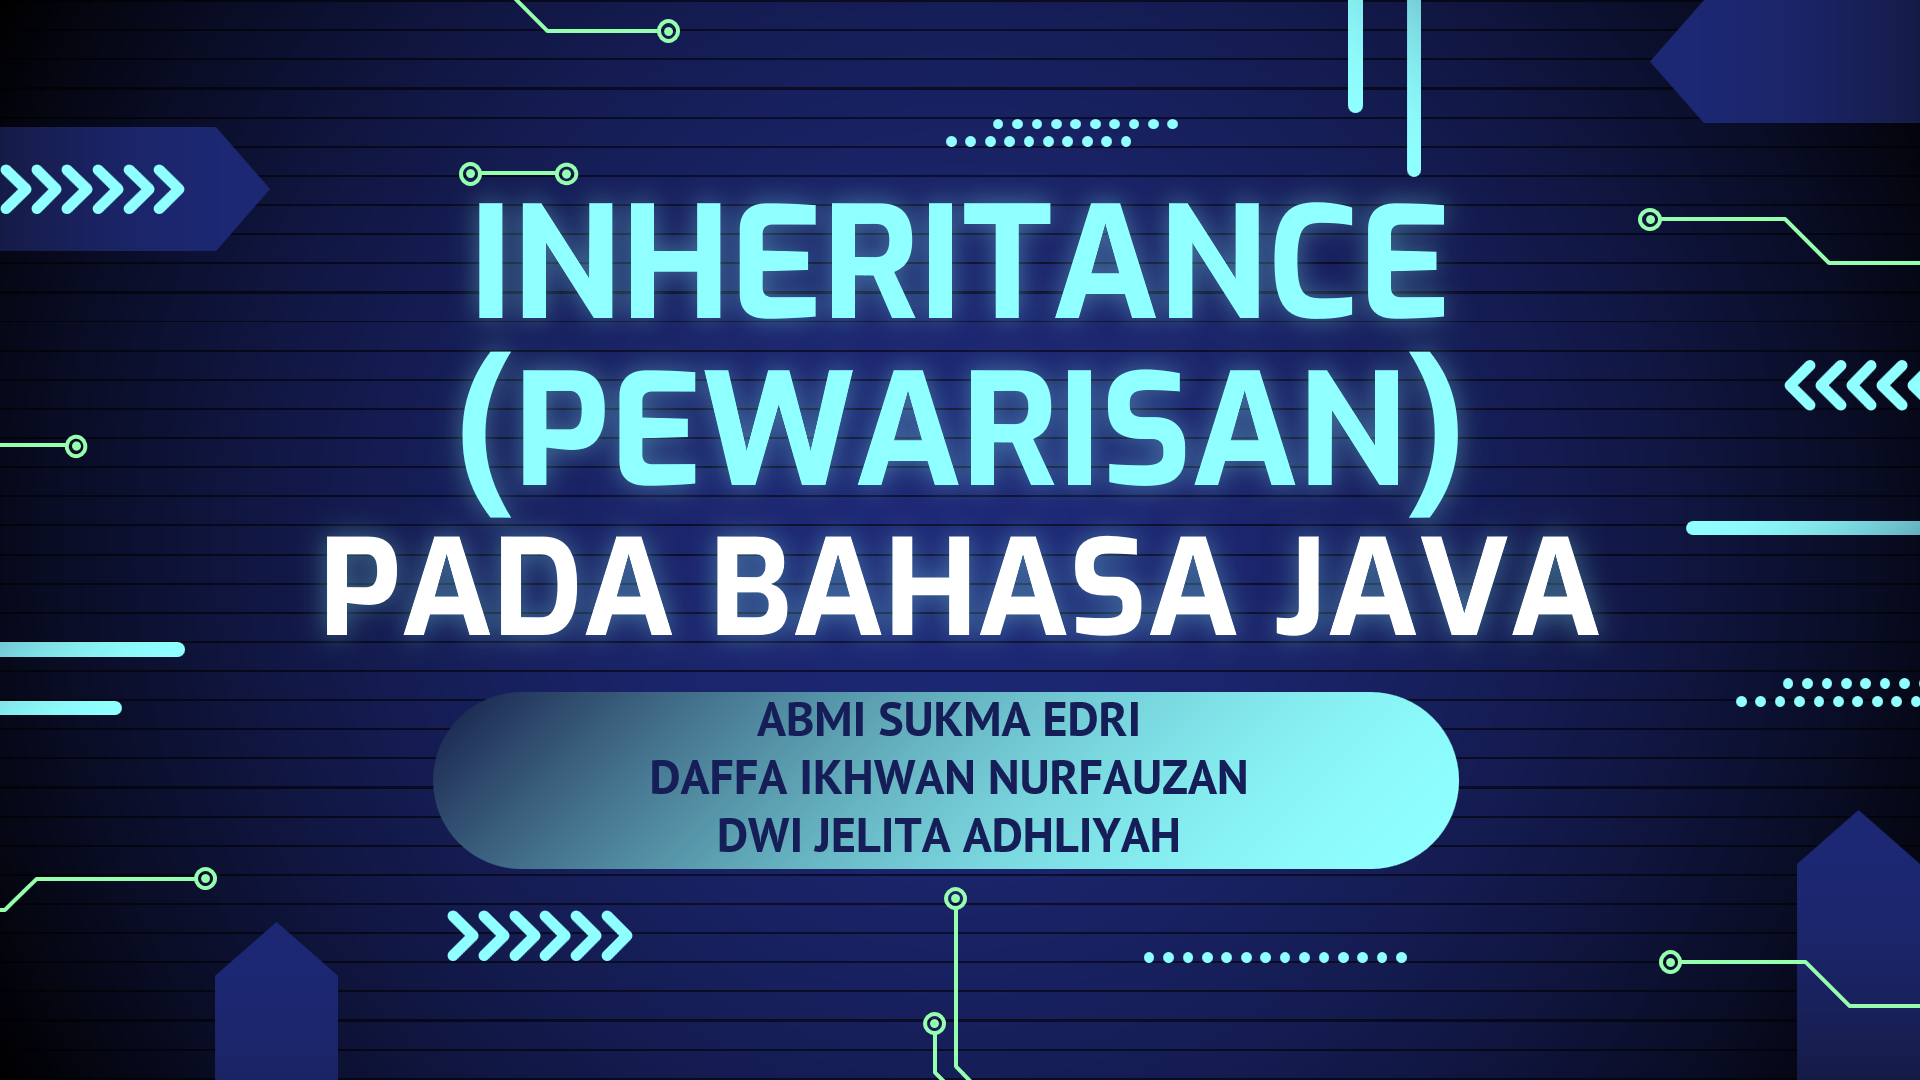 INHERITANCE
(PEWARISAN)
PADA BAHASA JAVA
ABMI SUKMA EDRI
DAFFA IKHWAN NURFAUZAN
DWI JELITA ADHLIYAH